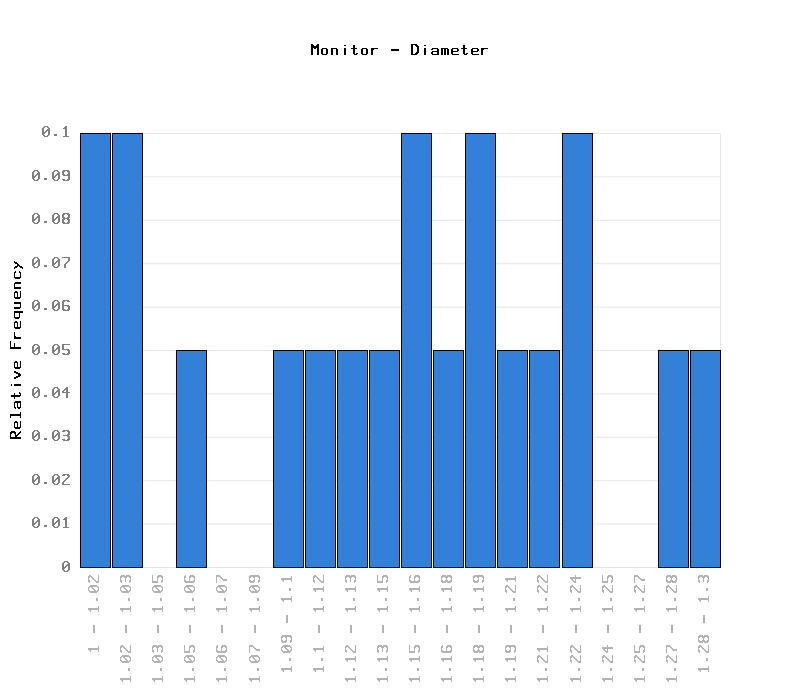 Monitor - Diameter
Relative Frequency
0.1
0.09
0.08
0.07
0.06
0.05
0.04
0.03
0.02
0.01
0
1 - 1.02
1.02 - 1.03
1.03 - 1.05
1.05 - 1.06
1.06 - 1.07
1.07 - 1.09
1.09 - 1.1
1.1 - 1.12
1.12 - 1.13
1.13 - 1.15
1.15 - 1.16
1.16 - 1.18
1.18 - 1.19
1.19 - 1.21
1.21 - 1.22
1.22 - 1.24
1.24 - 1.25
1.25 - 1.27
1.27 - 1.28
1.28 - 1.3